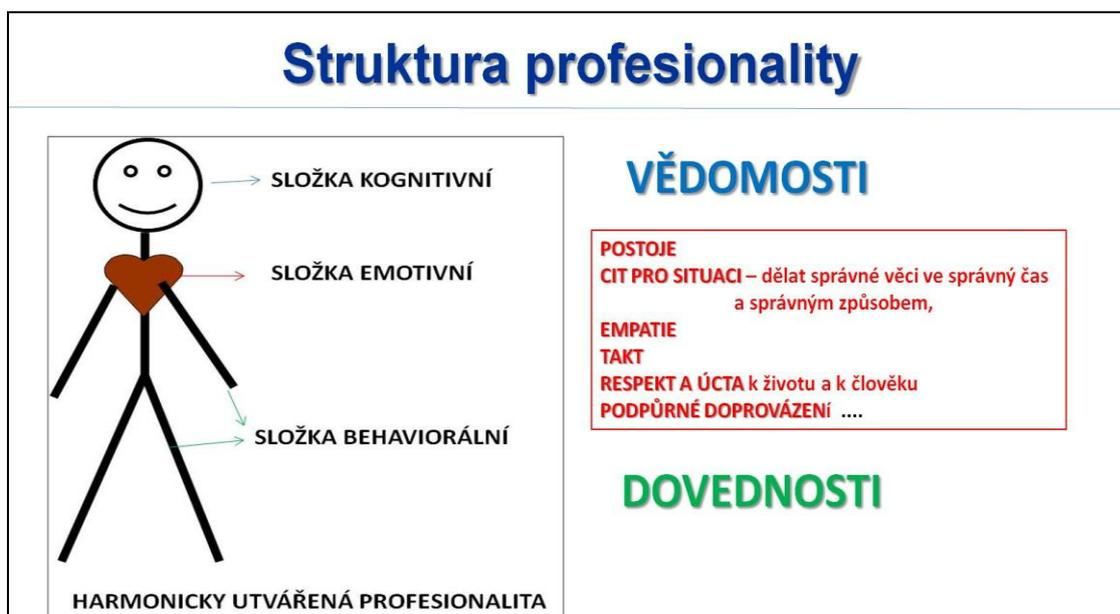 Struktura profesionality
SLOŽKA KOGNITIVNÍ
SLOŽKA EMOTIVNÍ
SLOŽKA BEHAVIORÁLNÍ
HARMONICKY UTVÁŘENÁ PROFESIONALITA
VĚDOMOSTI
POSTOJE
CIT PRO SITUACI – dělat správné věci ve správný čas
a správným způsobem,
EMPATIE
TAKT
RESPEKT A ÚCTA k životu a k člověku
PODPŮRNÉ DOPROVÁZENí ....
DOVEDNOSTI